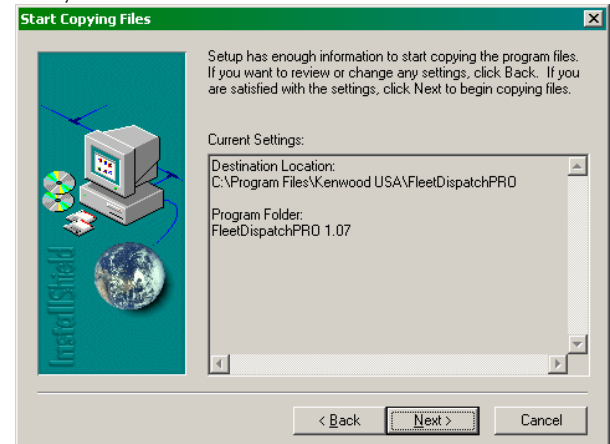 Start Copying Files
Setup has enough information to start copying the program files.
If you want to review or change any settings, click Back. If you
are satisfied with the settings, click Next to begin copying files.
Current Settings:
Destination Location:
C:\Program Files\Kenwood USA\FleetDispatchPRO
Program Folder:
FleetDispatchPRO 1.07
InstallShield
< Back
Next >
Cancel